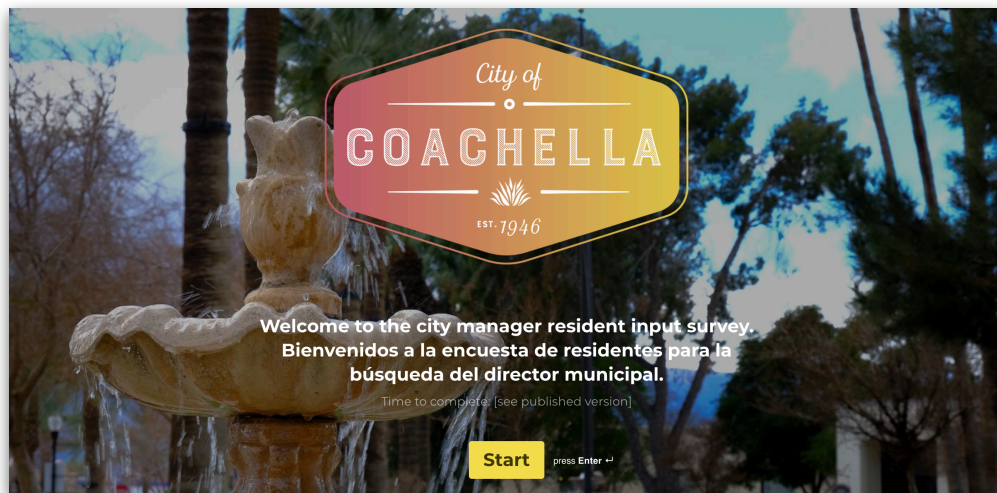 City of
COACHELLA
EST. 1946
Welcome to the city manager resident input survey.
Bienvenidos a la encuesta de residentes para la
búsqueda del director municipal.
Time to complete: [see published version]
Start press Enter ↵